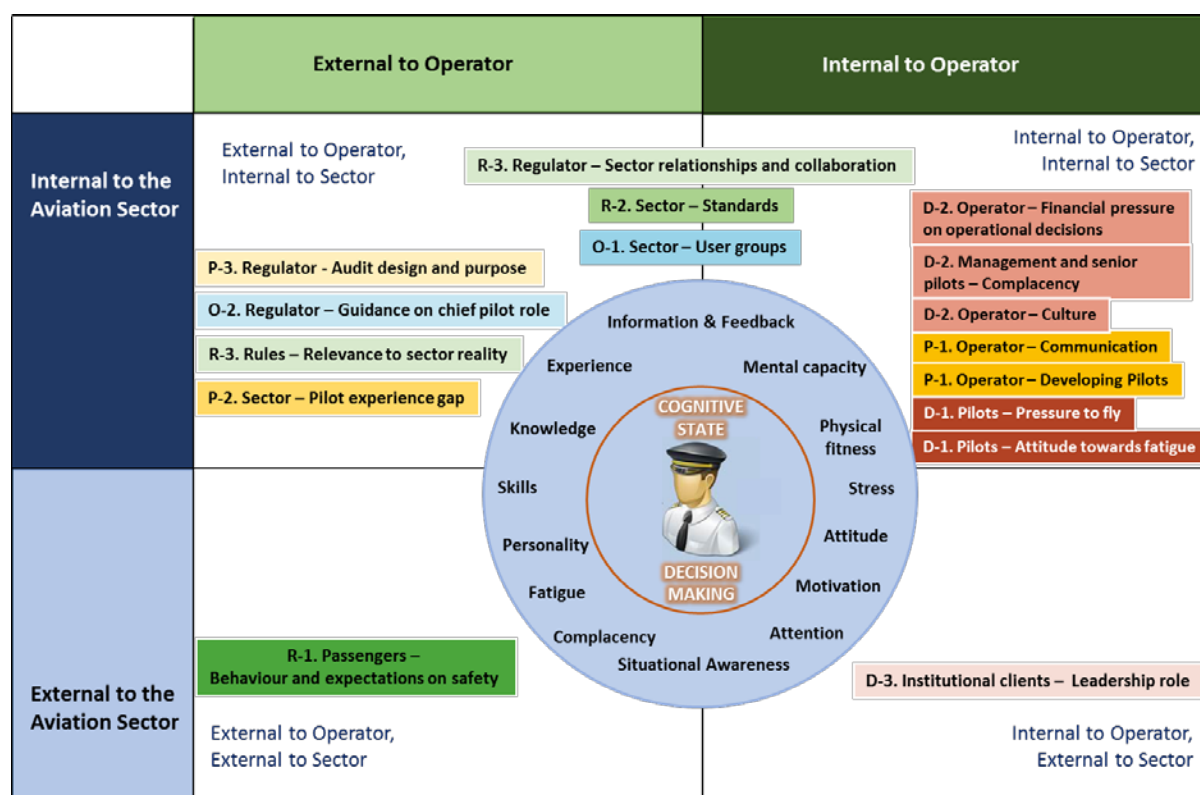 External to Operator
Internal to Operator
Internal to the
Aviation Sector
External to Operator,
Internal to Sector
Internal to Operator,
Internal to Sector
R-3. Regulator – Sector relationships and collaboration
R-2. Sector – Standards
O-1. Sector – User groups
P-3. Regulator - Audit design and purpose
O-2. Regulator – Guidance on chief pilot role
R-3. Rules – Relevance to sector reality
P-2. Sector – Pilot experience gap
D-2. Operator – Financial pressure
on operational decisions
D-2. Management and senior
pilots – Complacency
D-2. Operator – Culture
P-1. Operator – Communication
P-1. Operator – Developing Pilots
D-1. Pilots – Pressure to fly
D-1. Pilots – Attitude towards fatigue
Information & Feedback
Experience
Mental capacity
Knowledge
Physical
fitness
Skills
Stress
Personality
Attitude
Fatigue
Motivation
Complacency
Attention
Situational Awareness
COGNITIVE
STATE
DECISION
MAKING
External to the
Aviation Sector
R-1. Passengers –
Behaviour and expectations on safety
D-3. Institutional clients – Leadership role
External to Operator,
External to Sector
Internal to Operator,
External to Sector